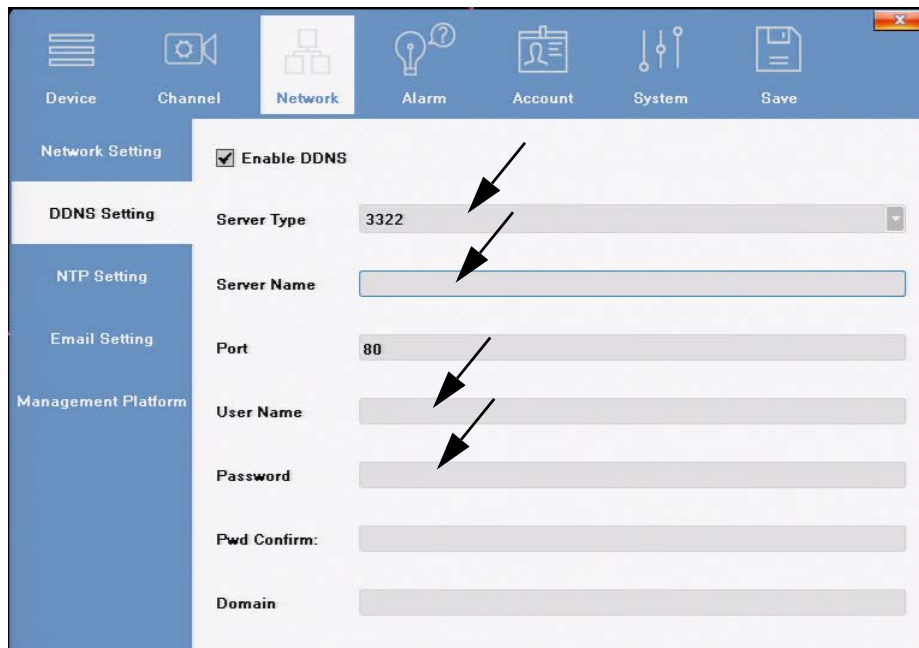 Device Channel Network Alarm Account System Save
Network Setting
DDNS Setting
NTP Setting
Email Setting
Management Platform
Enable DDNS
Server Type 3322
Server Name
Port 80
User Name
Password
Pwd Confirm:
Domain